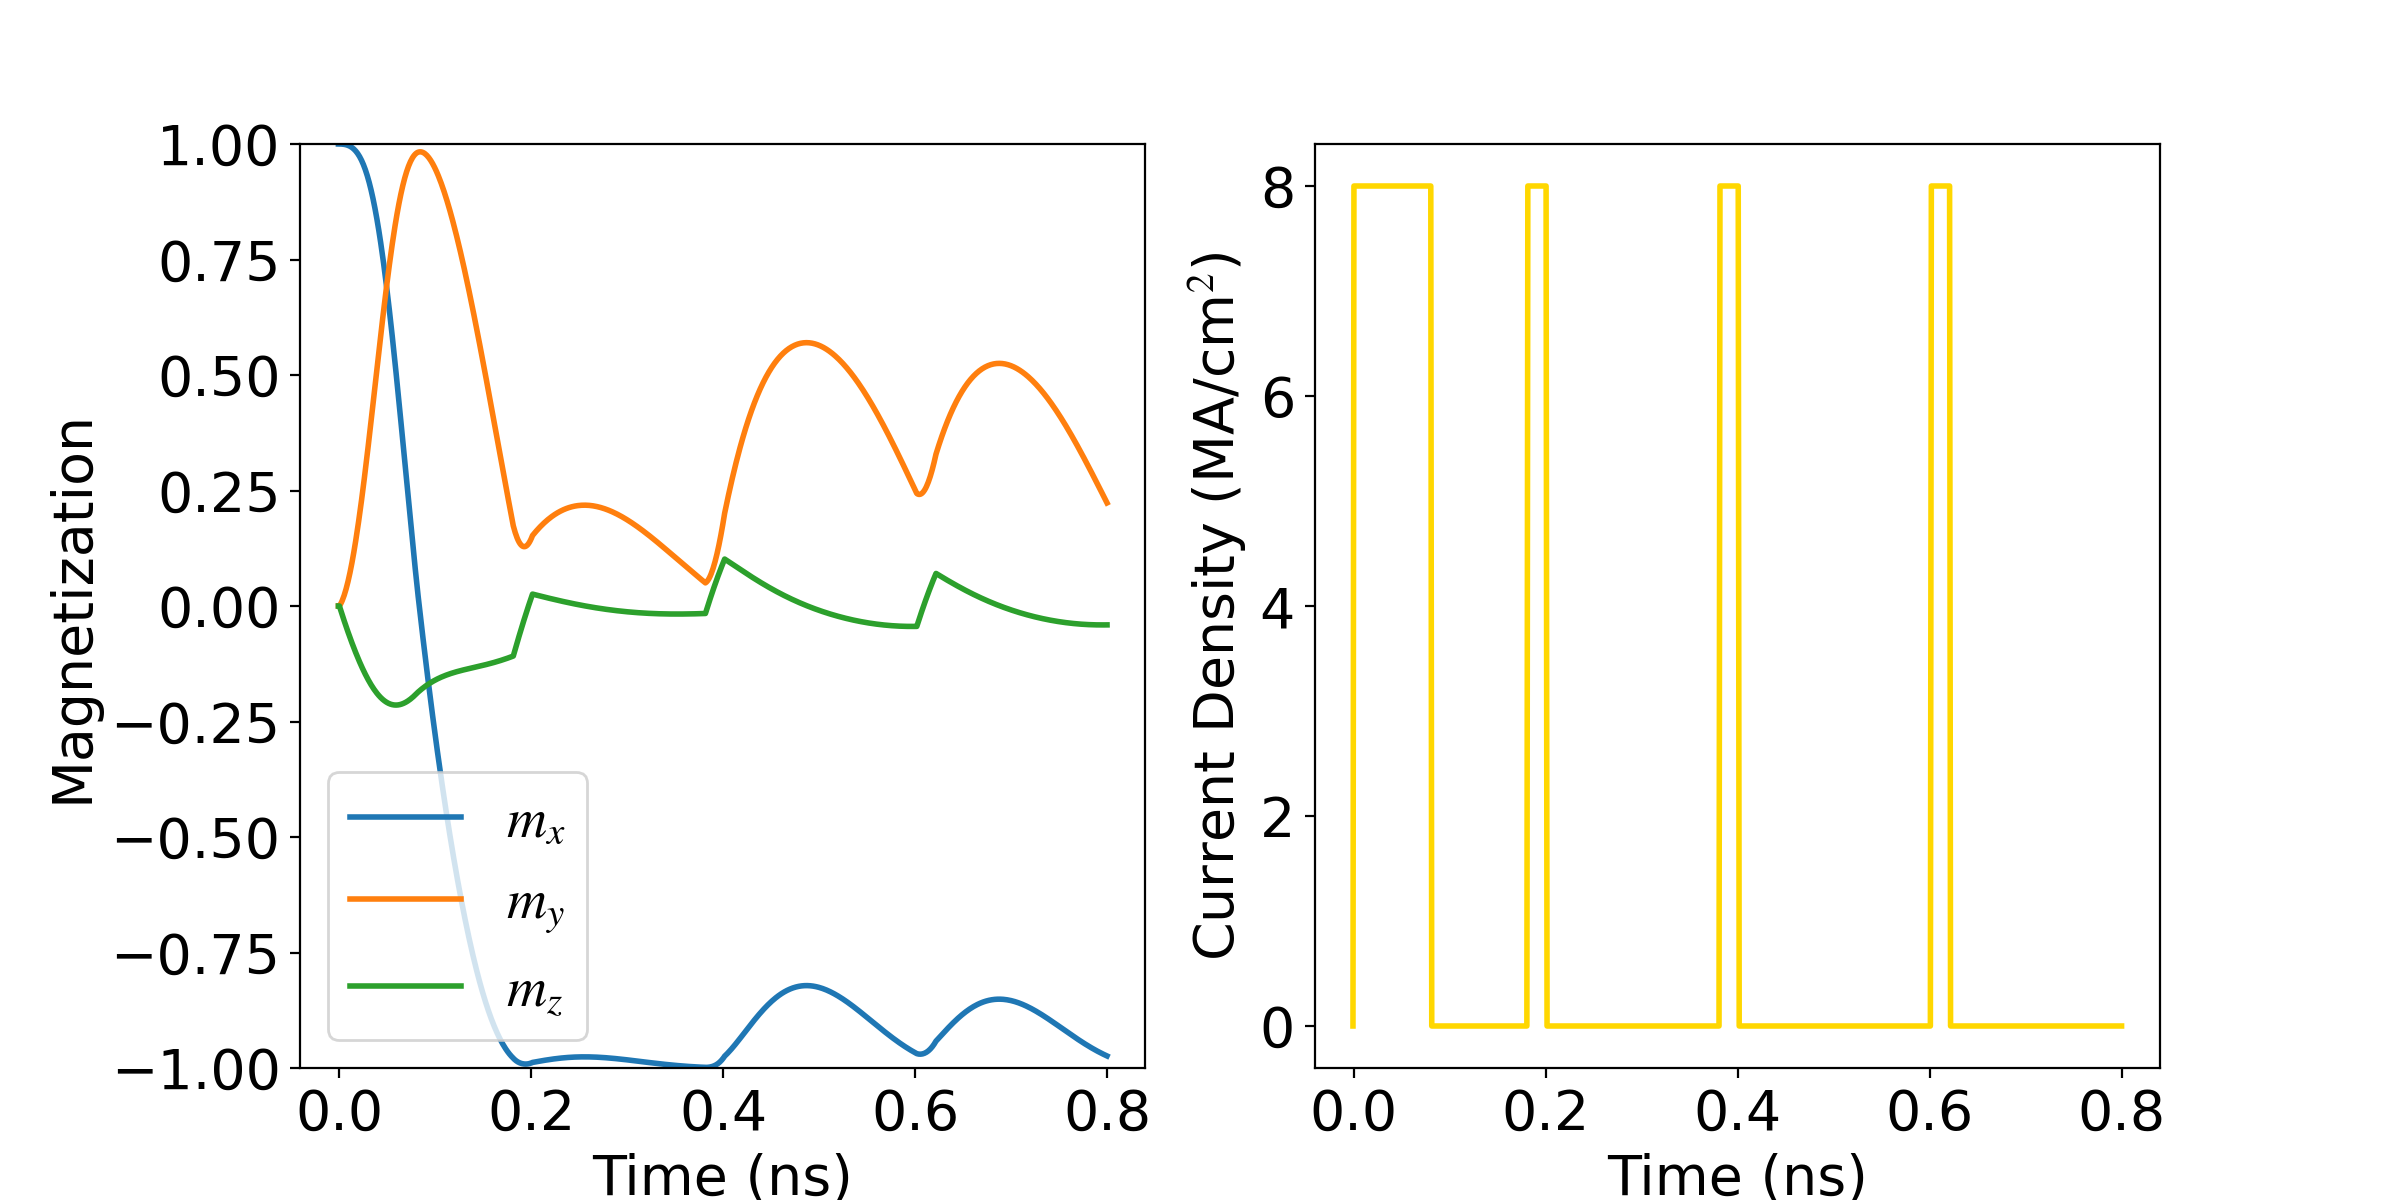 Magnetization
1.00
0.75
0.50
0.25
0.00
−0.25
−0.50
−0.75
−1.00
0.0 0.2 0.4 0.6 0.8
Time (ns)
m_x
m_y
m_z
Current Density (MA/cm²)
8
6
4
2
0
0.0 0.2 0.4 0.6 0.8
Time (ns)